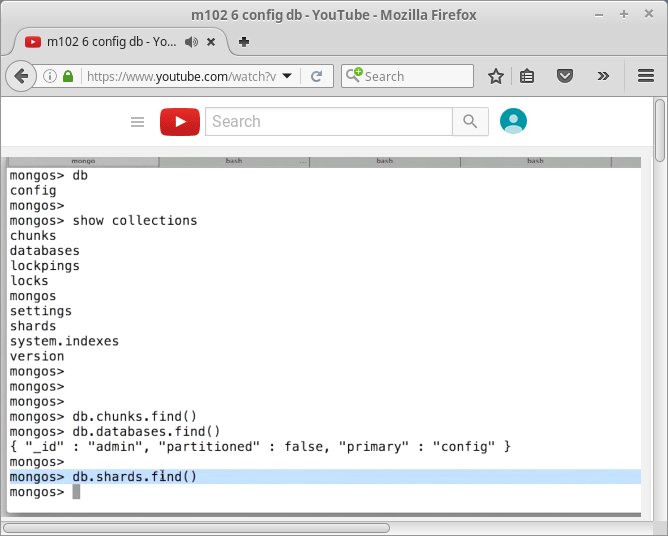 m102 6 config db - YouTube - Mozilla Firefox
m102 6 config db - Yo...
https://www.youtube.com/watch?v
Search
Search
mongo bash ... bash bash
mongos> db
config
mongos>
mongos> show collections
chunks
databases
lockpings
locks
mongos
settings
shards
system.indexes
version
mongos>
mongos>
mongos>
mongos> db.chunks.find()
mongos> db.databases.find()
{ "_id" : "admin", "partitioned" : false, "primary" : "config" }
mongos>
mongos> db.shards.find()
mongos>